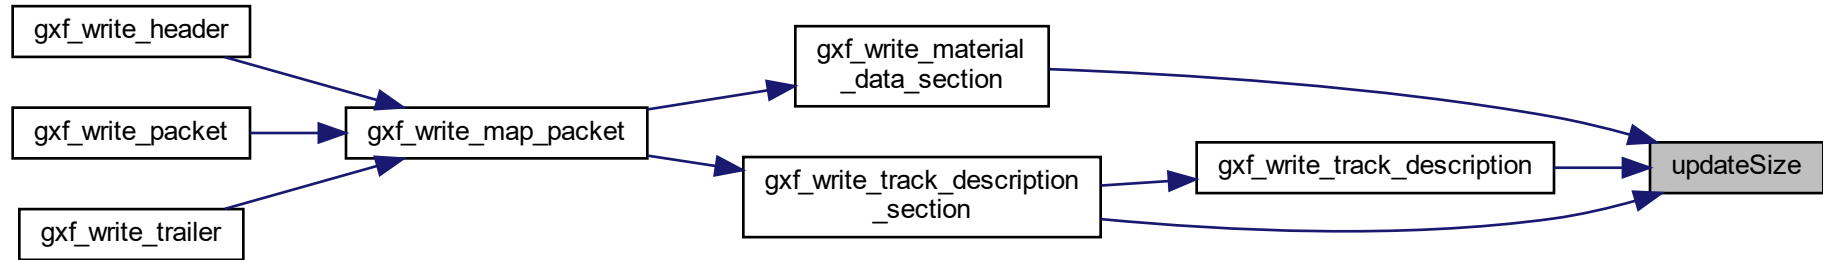 gxf_write_header
gxf_write_packet
gxf_write_trailer
gxf_write_map_packet
gxf_write_material
_data_section
gxf_write_track_description
_section
gxf_write_track_description
updateSize